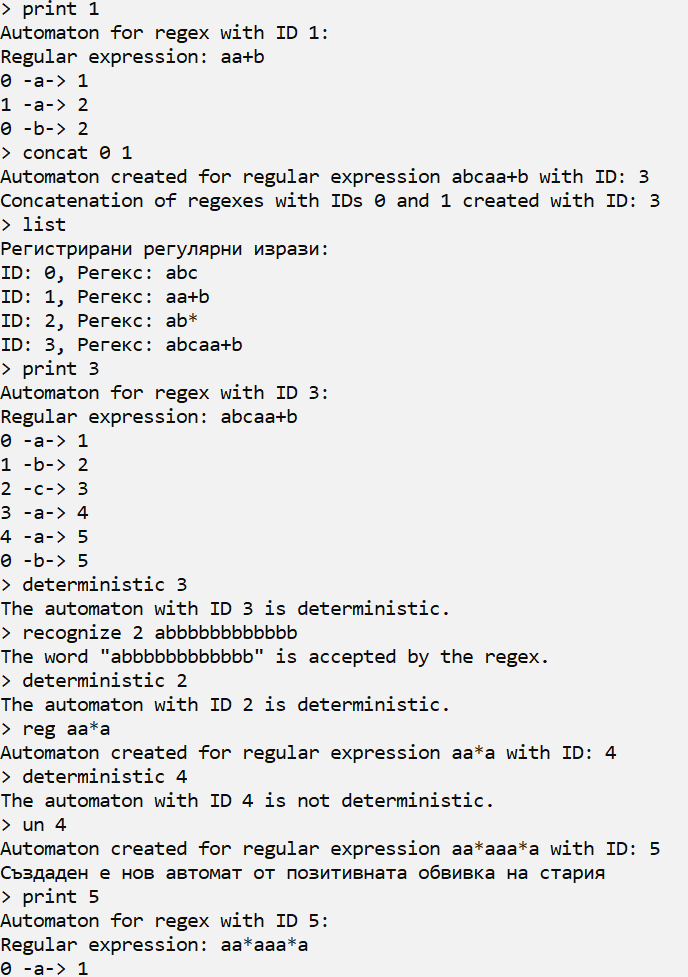 > print 1
Automaton for regex with ID 1:
Regular expression: aa+b
0 -a-> 1
1 -a-> 2
0 -b-> 2
> concat 0 1
Automaton created for regular expression abcaa+b with ID: 3
Concatenation of regexes with IDs 0 and 1 created with ID: 3
> list
Регистрирани регулярни изрази:
ID: 0, Регекс: abc
ID: 1, Регекс: aa+b
ID: 2, Регекс: ab*
ID: 3, Регекс: abcaa+b
> print 3
Automaton for regex with ID 3:
Regular expression: abcaa+b
0 -a-> 1
1 -b-> 2
2 -c-> 3
3 -a-> 4
4 -a-> 5
0 -b-> 5
> deterministic 3
The automaton with ID 3 is deterministic.
> recognize 2 abbbbbbbbbbbb
The word "abbbbbbbbbbbb" is accepted by the regex.
> deterministic 2
The automaton with ID 2 is deterministic.
> reg aa*a
Automaton created for regular expression aa*a with ID: 4
> deterministic 4
The automaton with ID 4 is not deterministic.
> un 4
Automaton created for regular expression aa*aaa*a with ID: 5
Създаден е нов автомат от позитивната обвивка на стария
> print 5
Automaton for regex with ID 5:
Regular expression: aa*aaa*a
0 -a-> 1